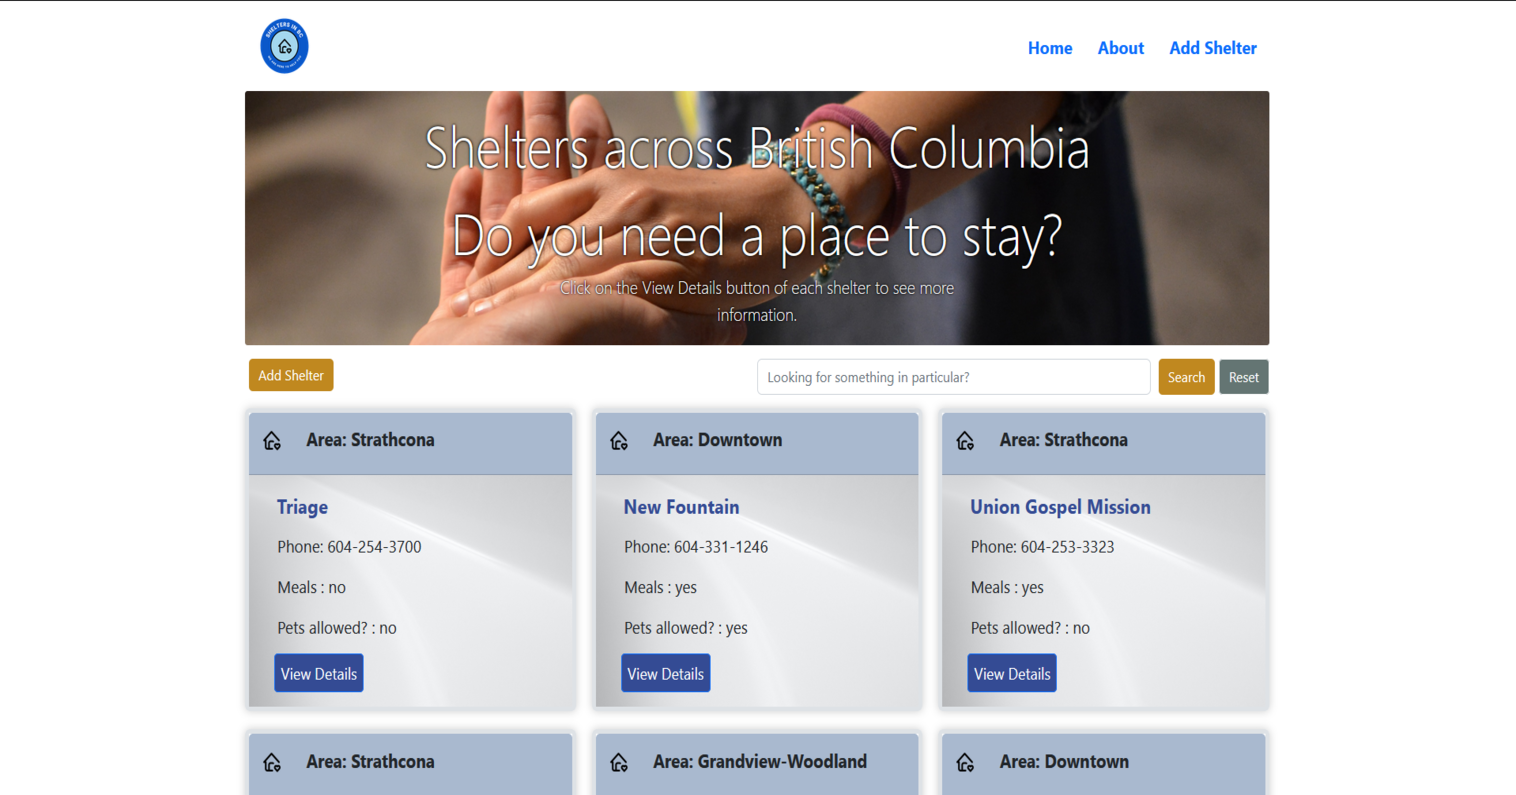 SHELTERS IN BC
Home About Add Shelter
Shelters across British Columbia
Do you need a place to stay?
Click on the View Details button of each shelter to see more
information.
Add Shelter
Looking for something in particular?
Search
Reset
Area: Strathcona
Triage
Phone: 604-254-3700
Meals : no
Pets allowed? : no
View Details
Area: Downtown
New Fountain
Phone: 604-331-1246
Meals : yes
Pets allowed? : yes
View Details
Area: Strathcona
Union Gospel Mission
Phone: 604-253-3323
Meals : yes
Pets allowed? : no
View Details
Area: Strathcona
Area: Grandview-Woodland
Area: Downtown